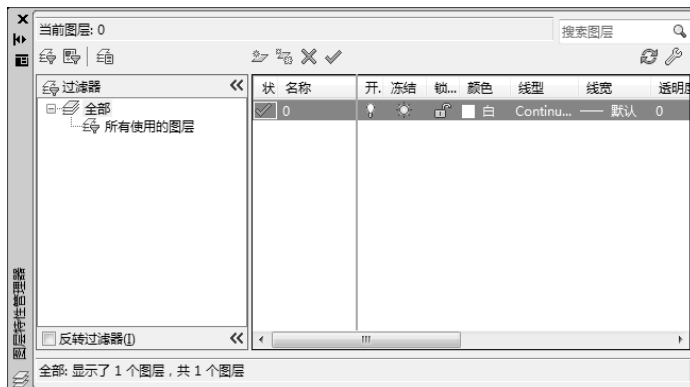 当前图层: 0
搜索图层
过滤器
状 名称 开. 冻结 锁... 颜色 线型 线宽 透明度
全部
0 白 Continu... 默认 0
所有使用的图层
反转过滤器(I)
全部: 显示了 1 个图层，共 1 个图层
图层特性管理器